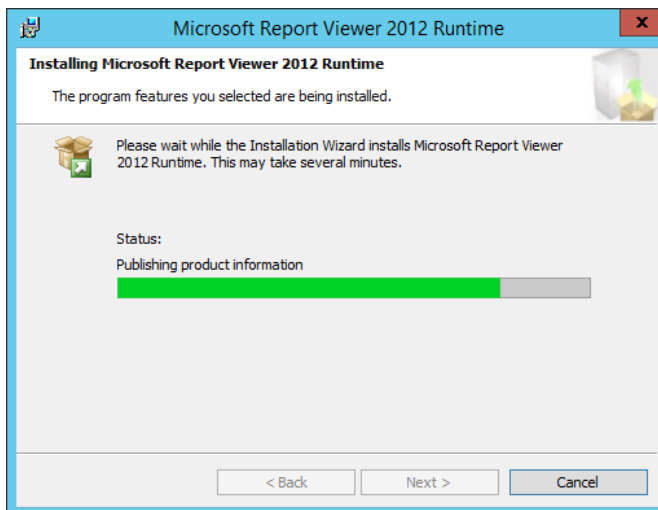 Microsoft Report Viewer 2012 Runtime
x
Installing Microsoft Report Viewer 2012 Runtime
The program features you selected are being installed.
Please wait while the Installation Wizard installs Microsoft Report Viewer
2012 Runtime. This may take several minutes.
Status:
Publishing product information
< Back
Next >
Cancel